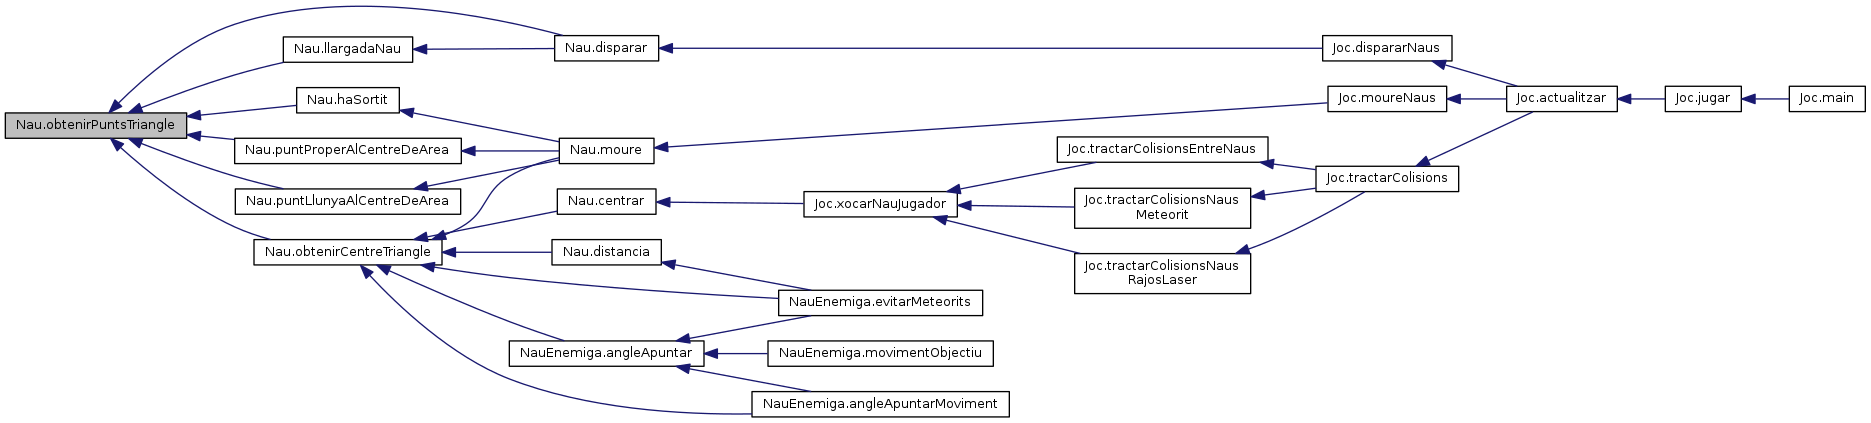 Nau.obtenirPuntsTriangle
Nau.llargadaNau
Nau.haSortit
Nau.puntProperAlCentreDeArea
Nau.puntLlunyaAlCentreDeArea
Nau.obtenirCentreTriangle
Nau.disparar
Nau.moure
Nau.centrar
Nau.distancia
NauEnemiga.angleApuntar
NauEnemiga.evitarMeteorits
NauEnemiga.movimentObjectiu
NauEnemiga.angleApuntarMoviment
Joc.xocarNauJugador
Joc.tractarColisionsEntreNaus
Joc.tractarColisionsNaus
Meteorit
Joc.tractarColisionsNaus
RajosLaser
Joc.dispararNaus
Joc.moureNaus
Joc.tractarColisions
Joc.actualitzar
Joc.jugar
Joc.main